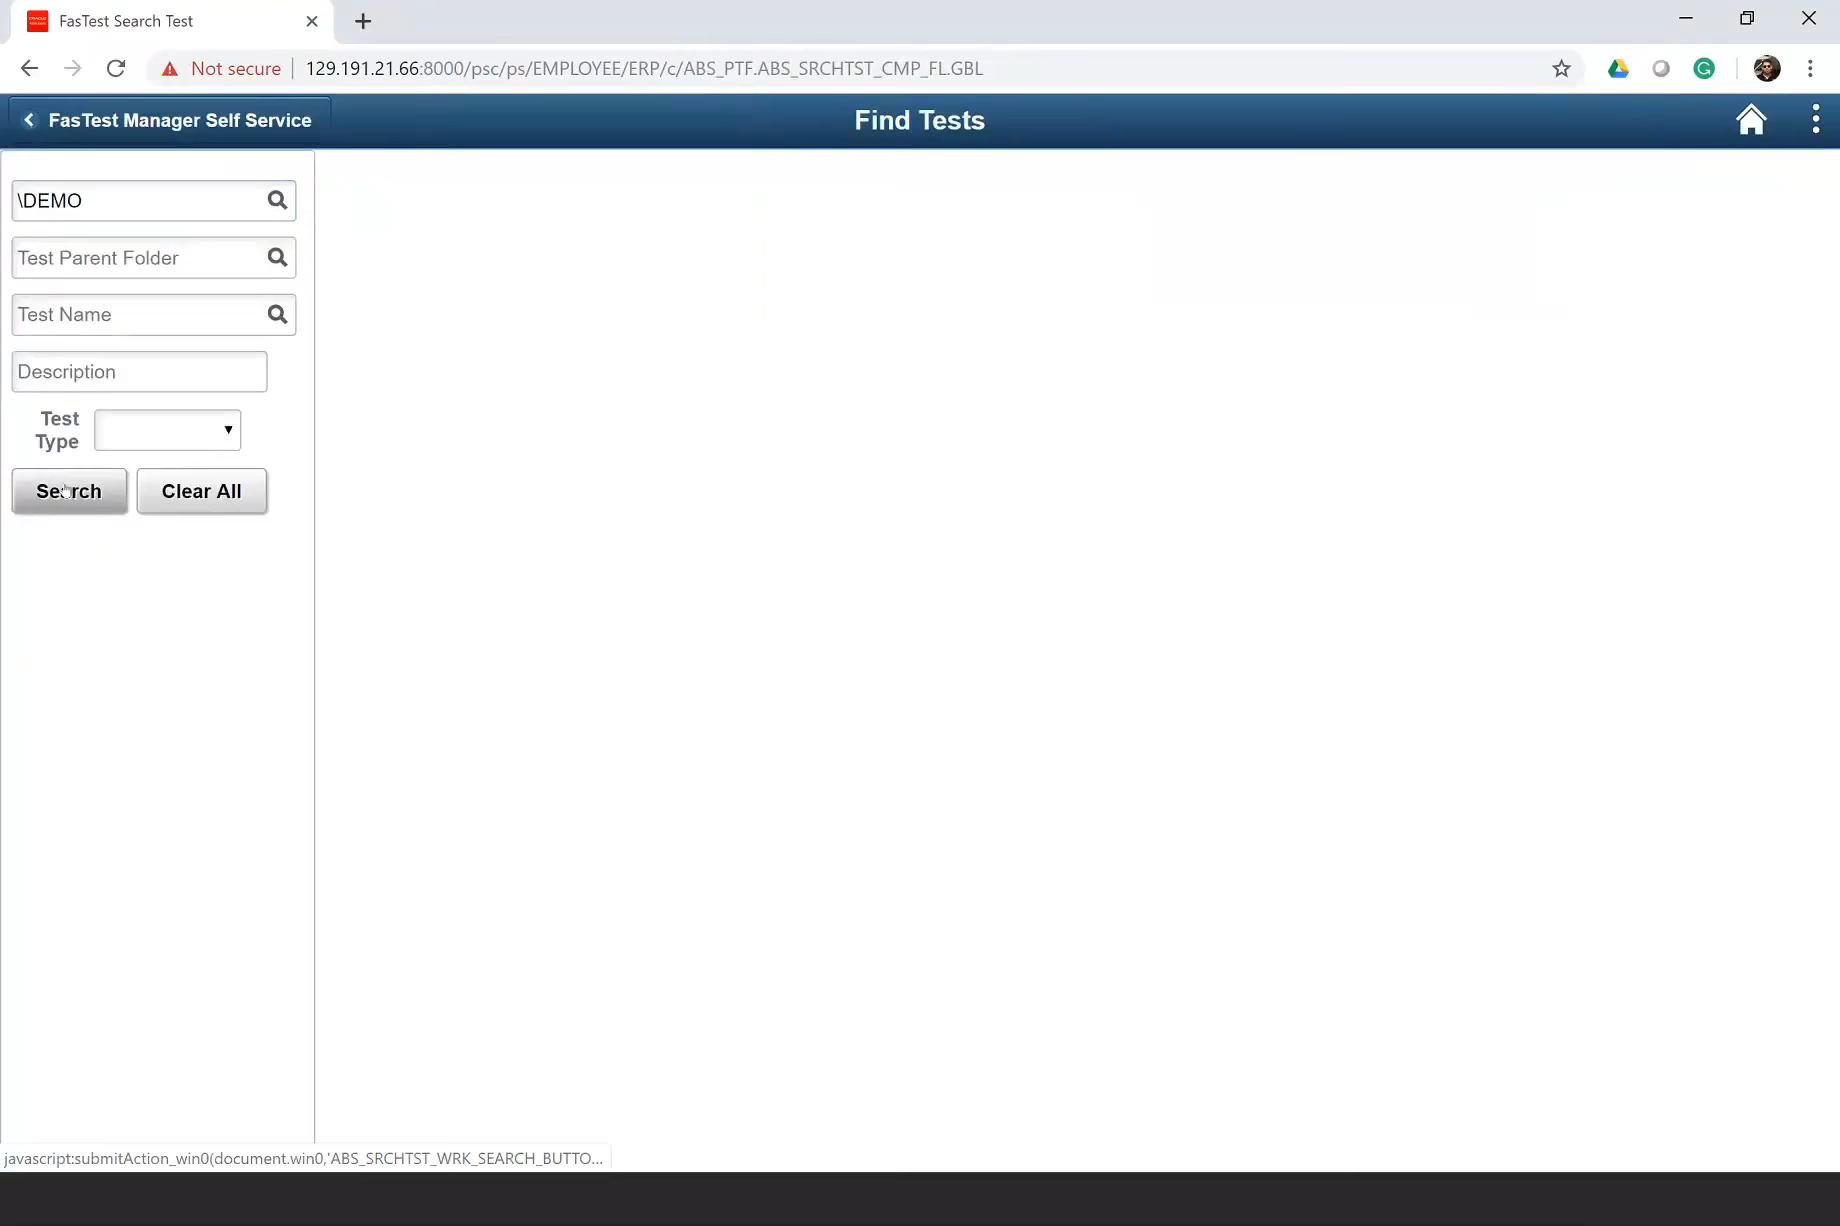 FasTest Search Test
Not secure
129.191.21.66:8000/psc/ps/EMPLOYEE/ERP/c/ABS_PTF.ABS_SRCHTST_CMP_FL.GBL
FasTest Manager Self Service
Find Tests
\DEMO
Test Parent Folder
Test Name
Description
Test
Type
Search
Clear All
javascript:submitAction_win0(document.win0,'ABS_SRCHTST_WRK_SEARCH_BUTTO...